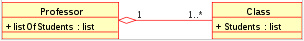 Professor
+ listOfStudents : list
1
1..*
Class
+ Students : list